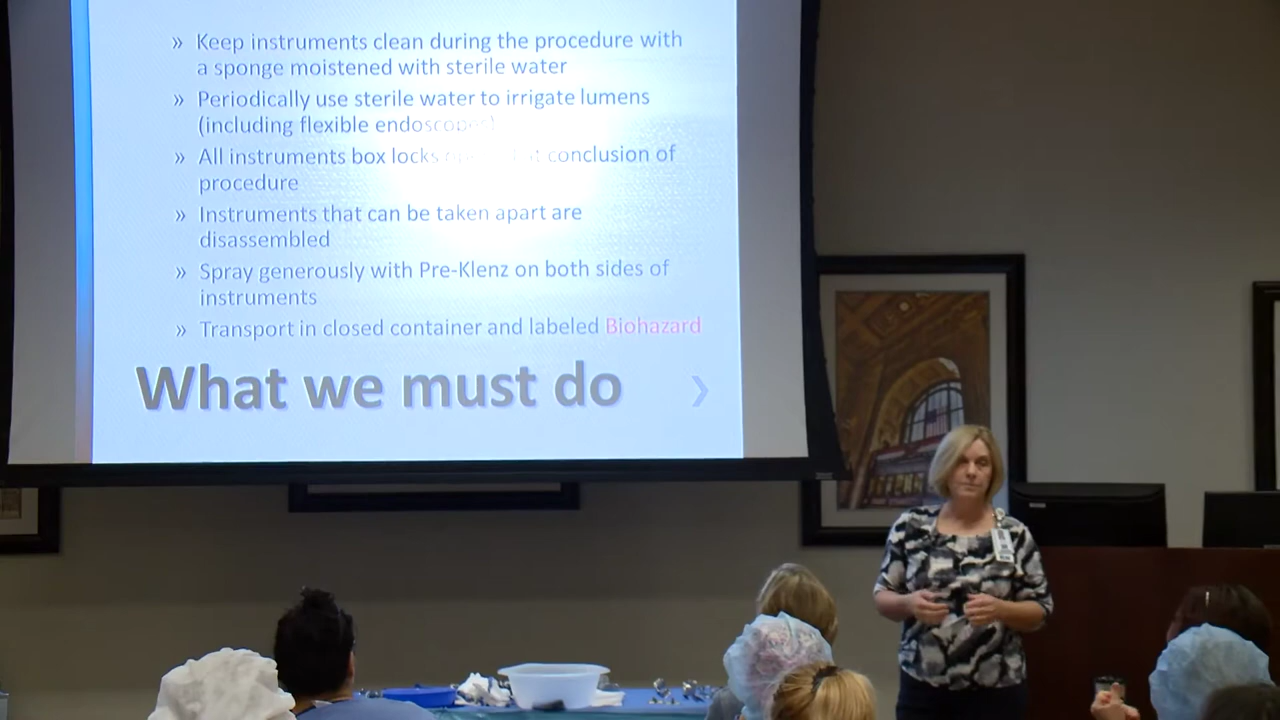 » Keep instruments clean during the procedure with
a sponge moistened with sterile water
» Periodically use sterile water to irrigate lumens
(including flexible endoscopes)
» All instruments box locks conclusion of
procedure
» Instruments that can be taken apart are
disassembled
» Spray generously with Pre-Klenz on both sides of
instruments
» Transport in closed container and labeled Biohazard
What we must do